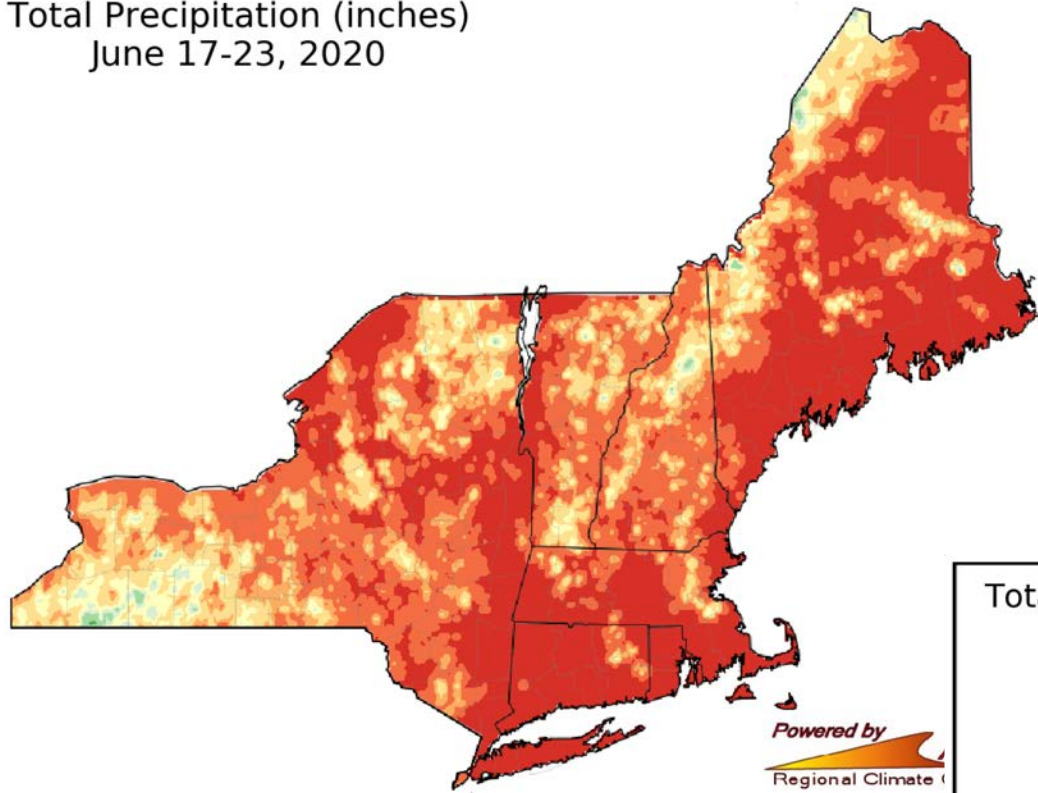 Total Precipitation (inches)
June 17-23, 2020
Powered by
Regional Climate